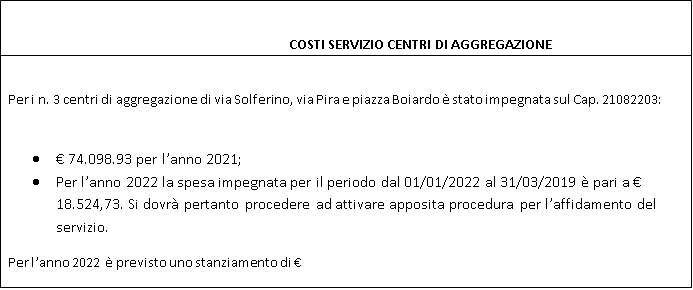 COSTI SERVIZIO CENTRI DI AGGREGAZIONE
Per i n. 3 centri di aggregazione di via Solferino, via Pira e piazza Boiardo è stato impegnata sul Cap. 21082203:
• € 74.098.93 per l’anno 2021;
• Per l’anno 2022 la spesa impegnata per il periodo dal 01/01/2022 al 31/03/2019 è pari a €
18.524,73. Si dovrà pertanto procedere ad attivare apposita procedura per l’affidamento del
servizio.
Per l’anno 2022 è previsto uno stanziamento di €